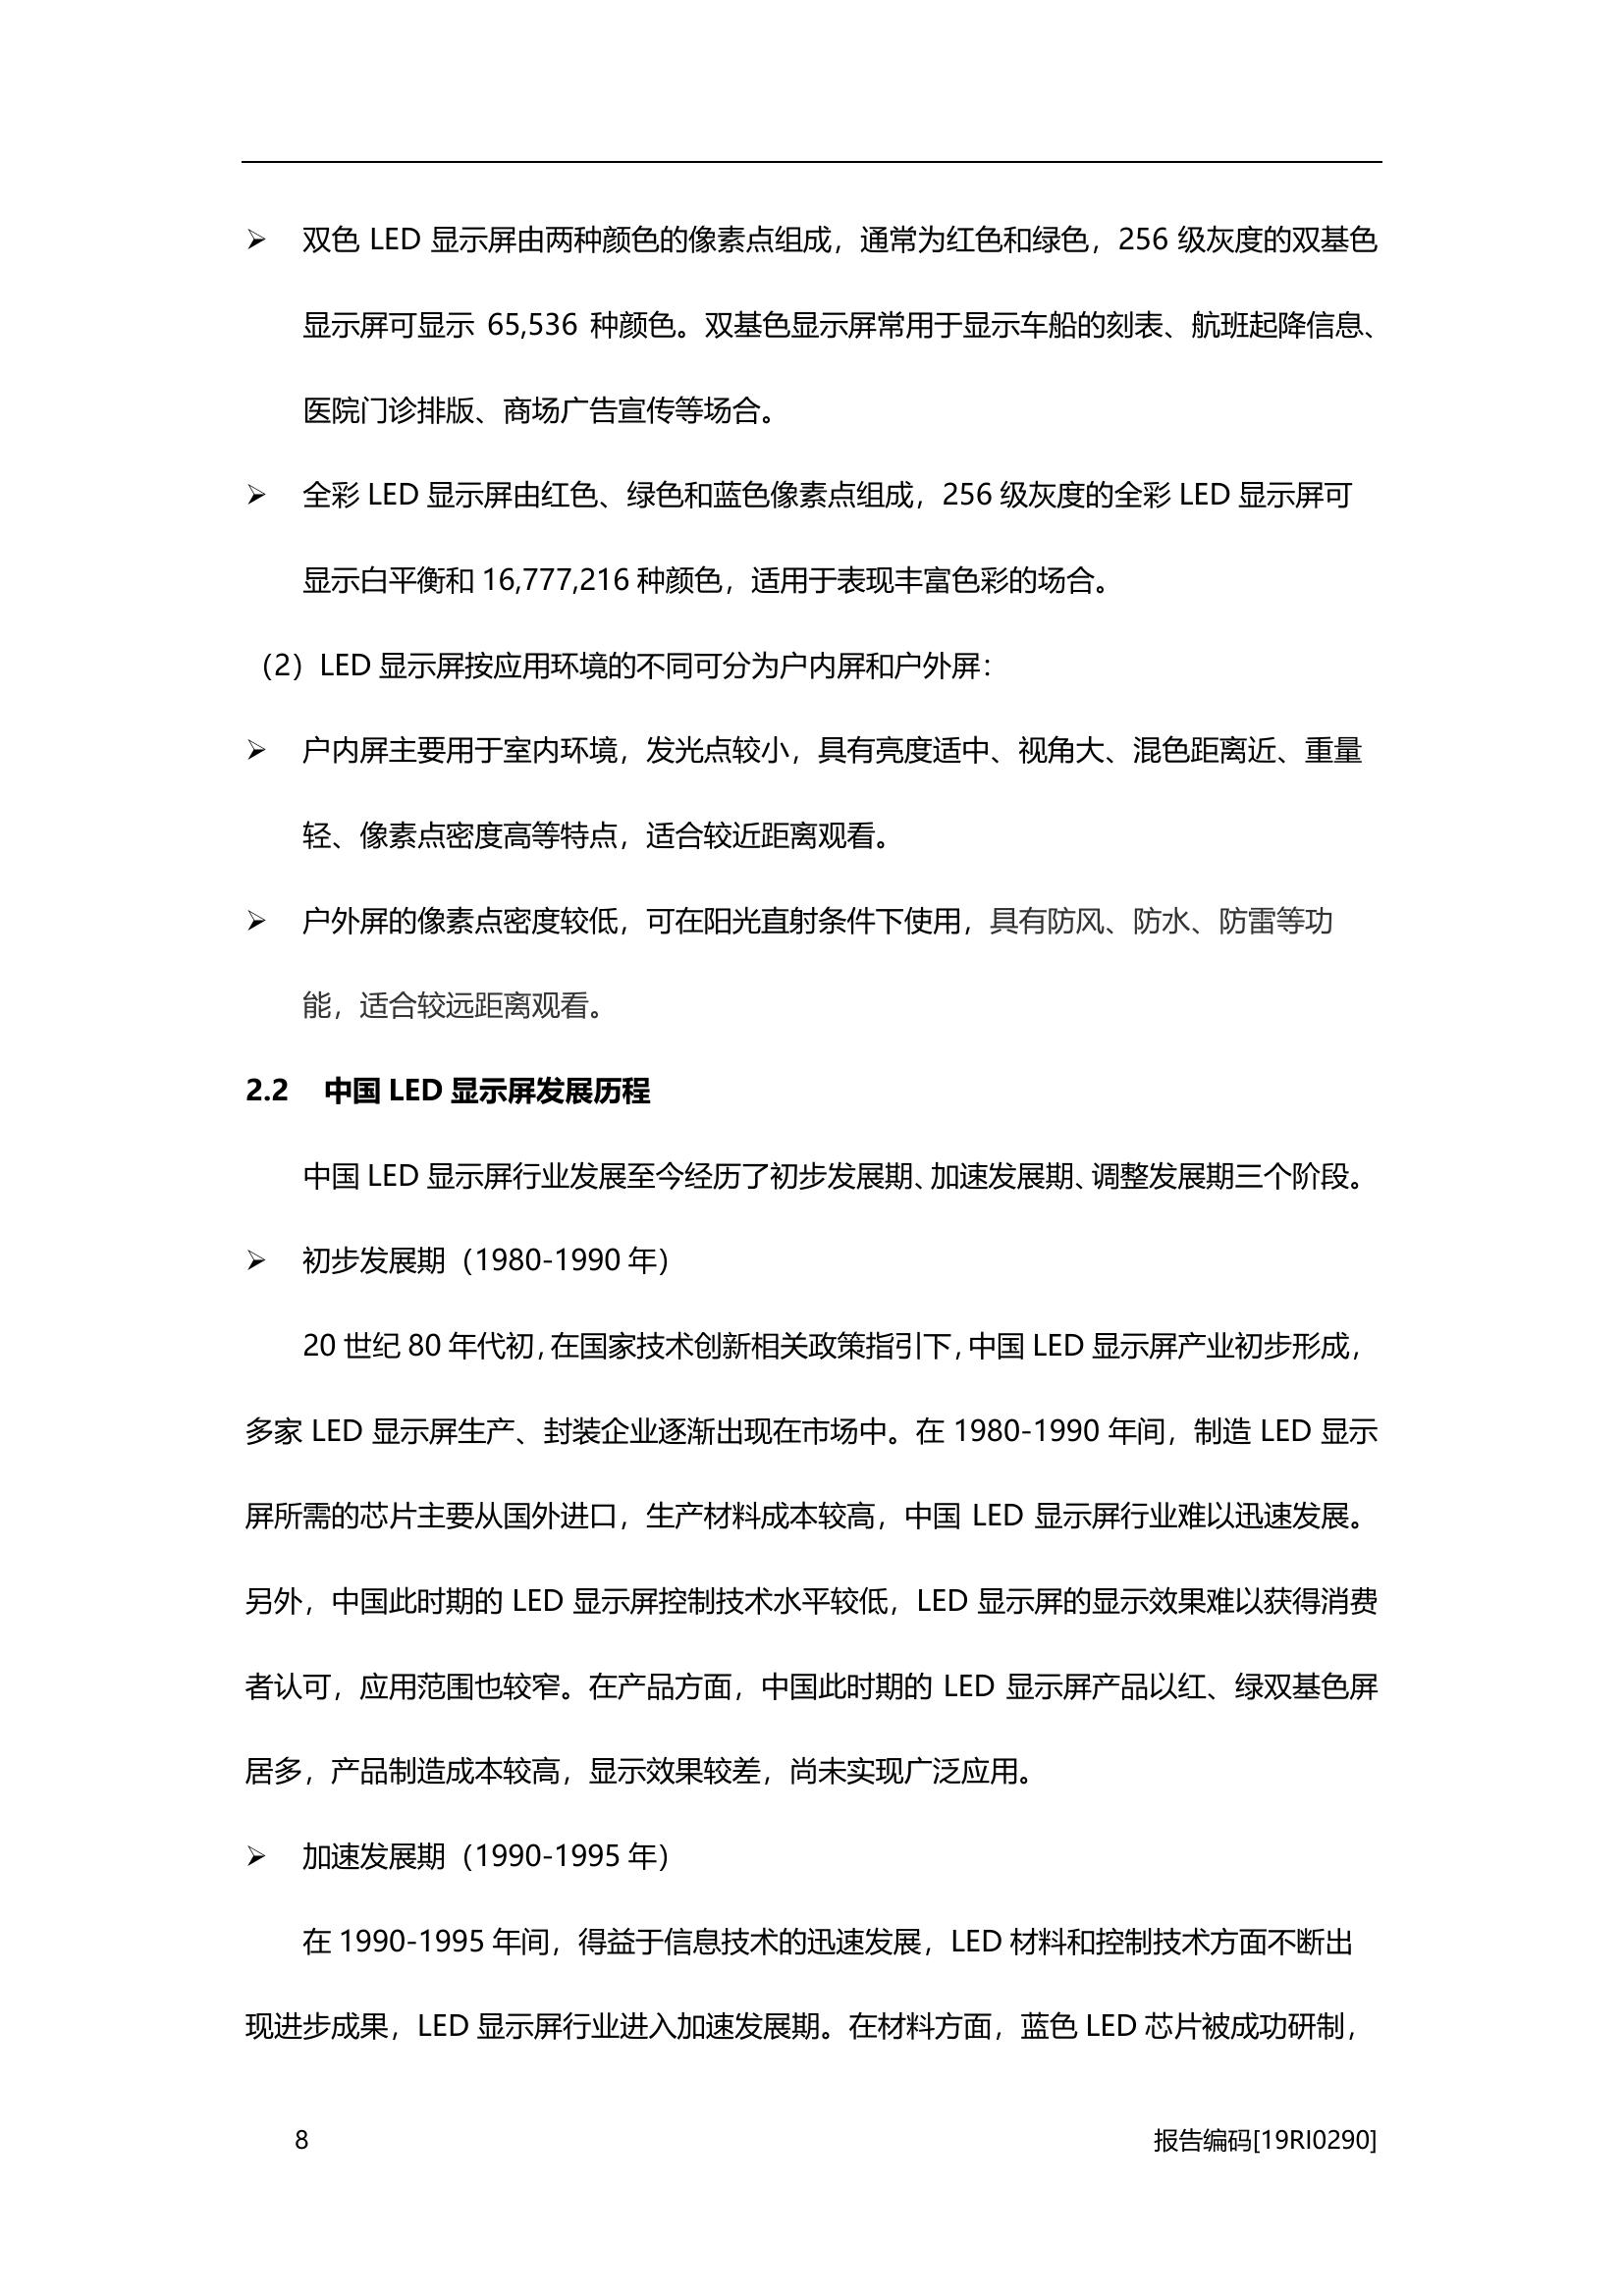 ➢ 双色 LED 显示屏由两种颜色的像素点组成，通常为红色和绿色，256 级灰度的双基色
显示屏可显示 65,536 种颜色。双基色显示屏常用于显示车船的刻表、航班起降信息、
医院门诊排版、商场广告宣传等场合。
➢ 全彩 LED 显示屏由红色、绿色和蓝色像素点组成，256 级灰度的全彩 LED 显示屏可
显示白平衡和 16,777,216 种颜色，适用于表现丰富色彩的场合。
（2）LED 显示屏按应用环境的不同可分为户内屏和户外屏：
➢ 户内屏主要用于室内环境，发光点较小，具有亮度适中、视角大、混色距离近、重量
轻、像素点密度高等特点，适合较近距离观看。
➢ 户外屏的像素点密度较低，可在阳光直射条件下使用，具有防风、防水、防雷等功
能，适合较远距离观看。
2.2 中国 LED 显示屏发展历程
中国 LED 显示屏行业发展至今经历了初步发展期、加速发展期、调整发展期三个阶段。
➢ 初步发展期（1980-1990 年）
20 世纪 80 年代初，在国家技术创新相关政策指引下，中国 LED 显示屏产业初步形成，
多家 LED 显示屏生产、封装企业逐渐出现在市场中。在 1980-1990 年间，制造 LED 显示
屏所需的芯片主要从国外进口，生产材料成本较高，中国 LED 显示屏行业难以迅速发展。
另外，中国此时期的 LED 显示屏控制技术水平较低，LED 显示屏的显示效果难以获得消费
者认可，应用范围也较窄。在产品方面，中国此时期的 LED 显示屏产品以红、绿双基色屏
居多，产品制造成本较高，显示效果较差，尚未实现广泛应用。
➢ 加速发展期（1990-1995 年）
在 1990-1995 年间，得益于信息技术的迅速发展，LED 材料和控制技术方面不断出
现进步成果，LED 显示屏行业进入加速发展期。在材料方面，蓝色 LED 芯片被成功研制，
8 报告编码[19RI0290]